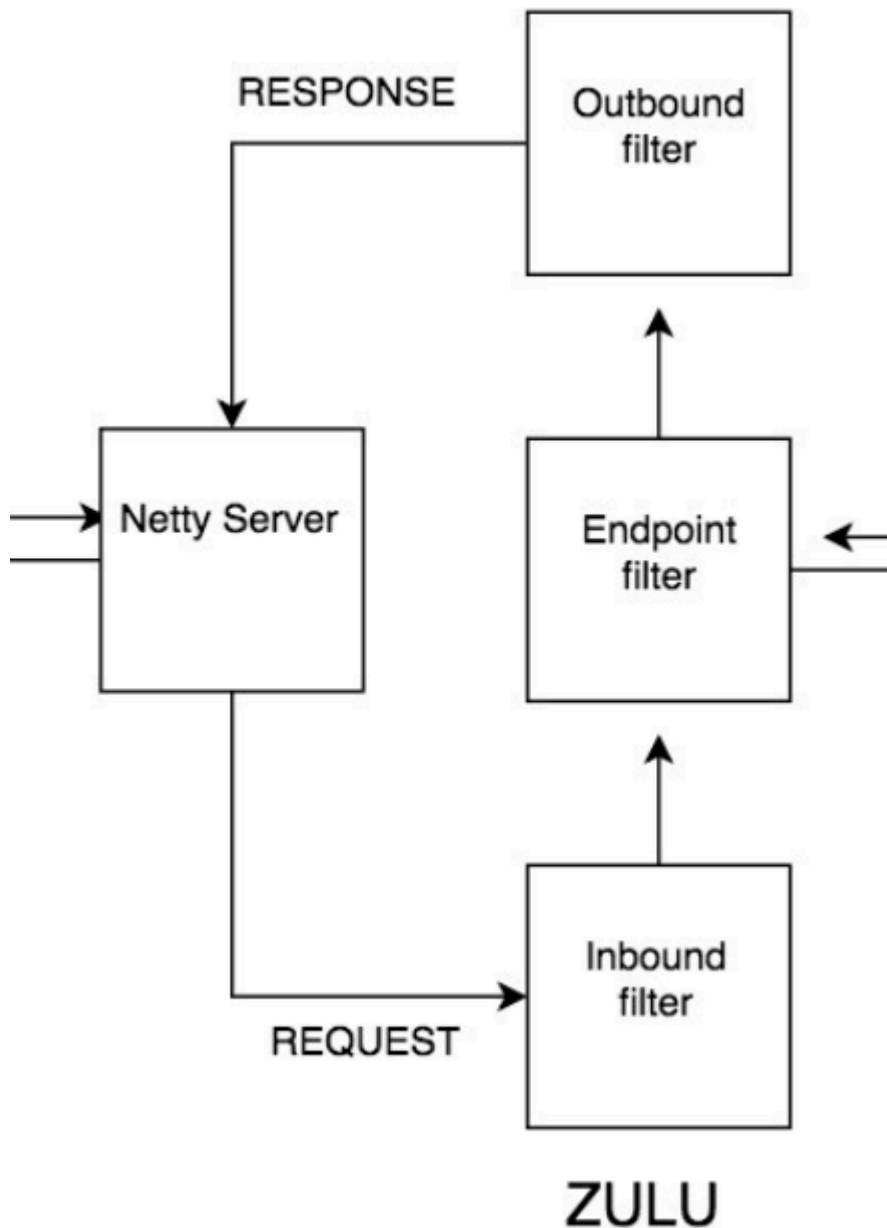 RESPONSE
Outbound
filter
Netty Server
Endpoint
filter
Inbound
filter
REQUEST
ZULU